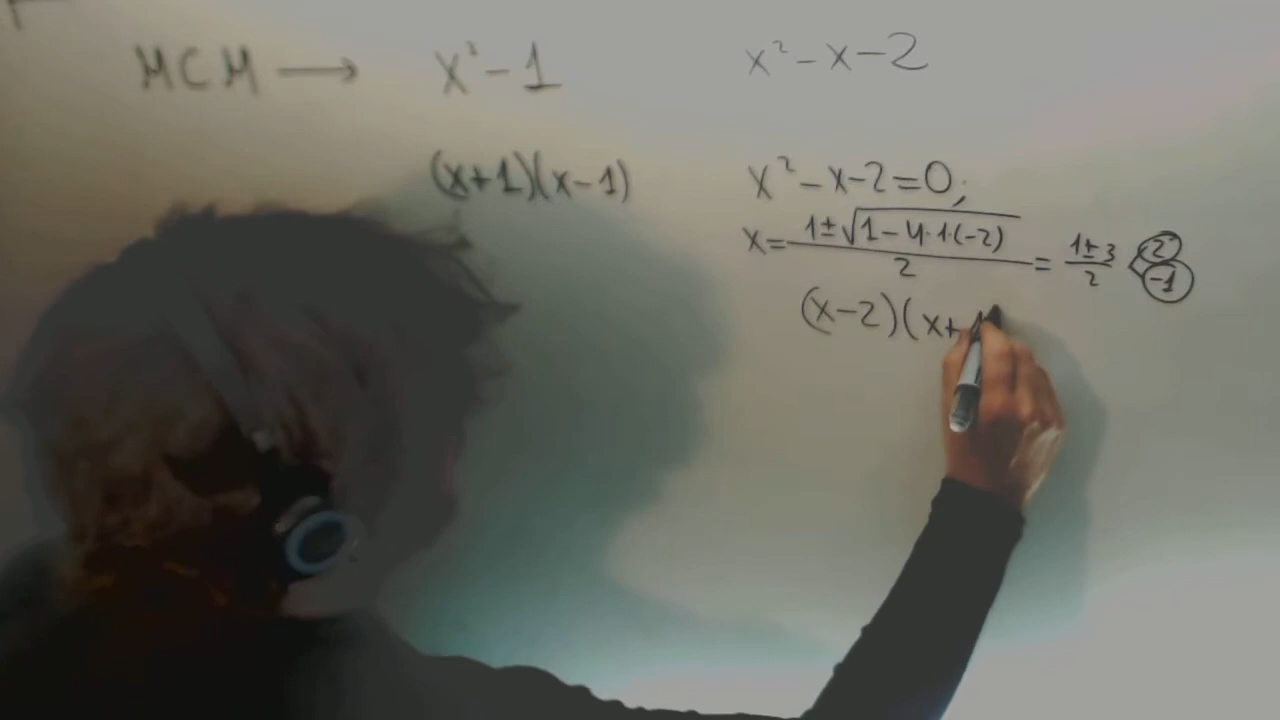 MCM → x² - 1 x² - x - 2
(x+1)(x-1) x² - x - 2 = 0;
x = 1±√1-4·1·(-2) / 2 = 1±3 / 2 < 2 -1
(x-2)(x+1